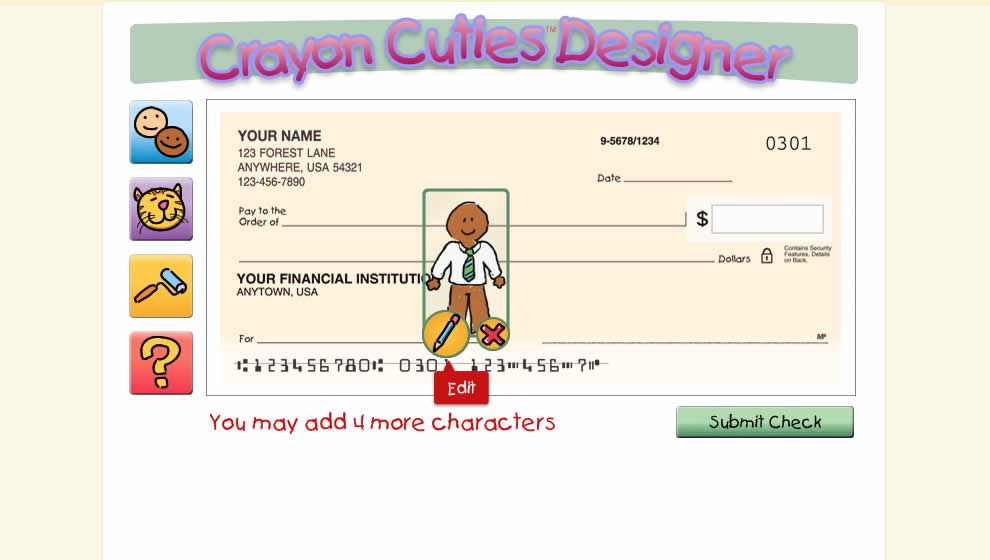 Crayon Cuties™ Designer
YOUR NAME
123 FOREST LANE
ANYWHERE, USA 54321
123-456-7890
9-5678/1234
0301
Date
Pay to the
Order of
$
Dollars
Contains Security
Features. Details
on Back.
YOUR FINANCIAL INSTITUTIO
ANYTOWN, USA
For
MP
⑆123456780⑆ 0301 123⑈456⑈7⑈
Edit
You may add 4 more characters
Submit Check